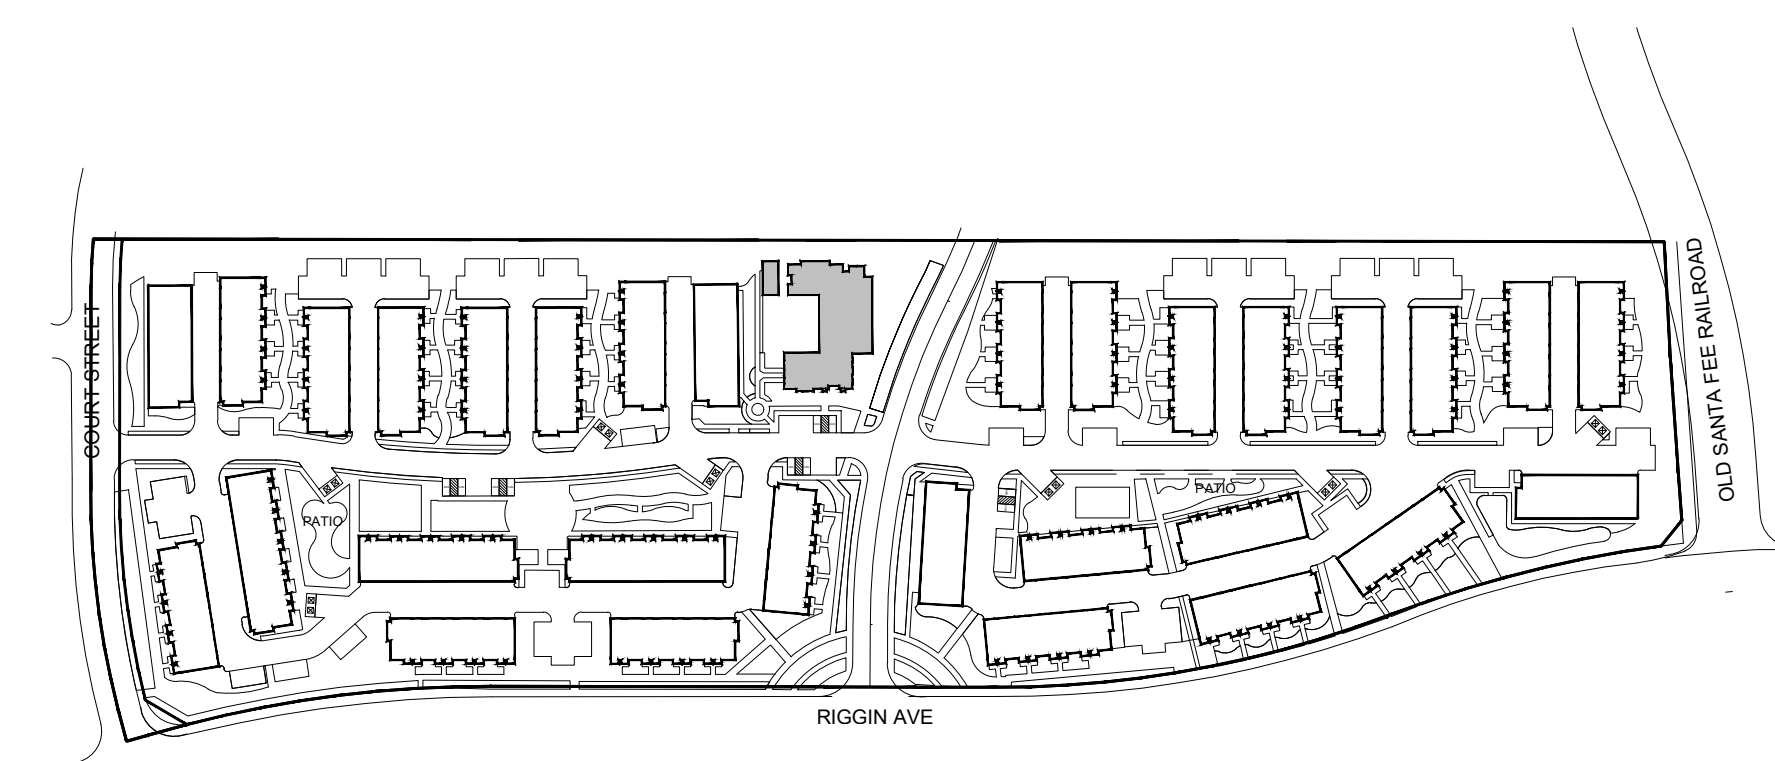 COURT STREET
OLD SANTA FEE RAILROAD
PATIO
PATIO
RIGGIN AVE